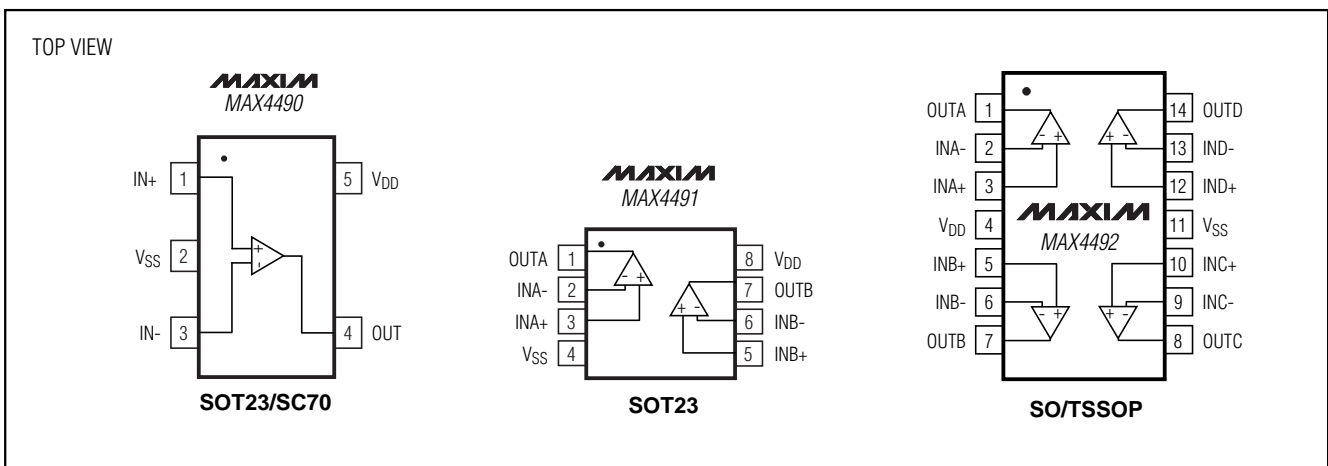 TOP VIEW
MAXIM
MAX4490
IN+ 1
5 VDD
VSS 2
IN- 3
4 OUT
+
-
SOT23/SC70
MAXIM
MAX4491
OUTA 1
8 VDD
INA- 2
7 OUTB
INA+ 3
6 INB-
VSS 4
5 INB+
- +
+ -
SOT23
OUTA 1
14 OUTD
INA- 2
13 IND-
INA+ 3
12 IND+
VDD 4
11 VSS
INB+ 5
10 INC+
INB- 6
9 INC-
OUTB 7
8 OUTC
- +
+ -
MAXIM
MAX4492
- +
+ -
SO/TSSOP